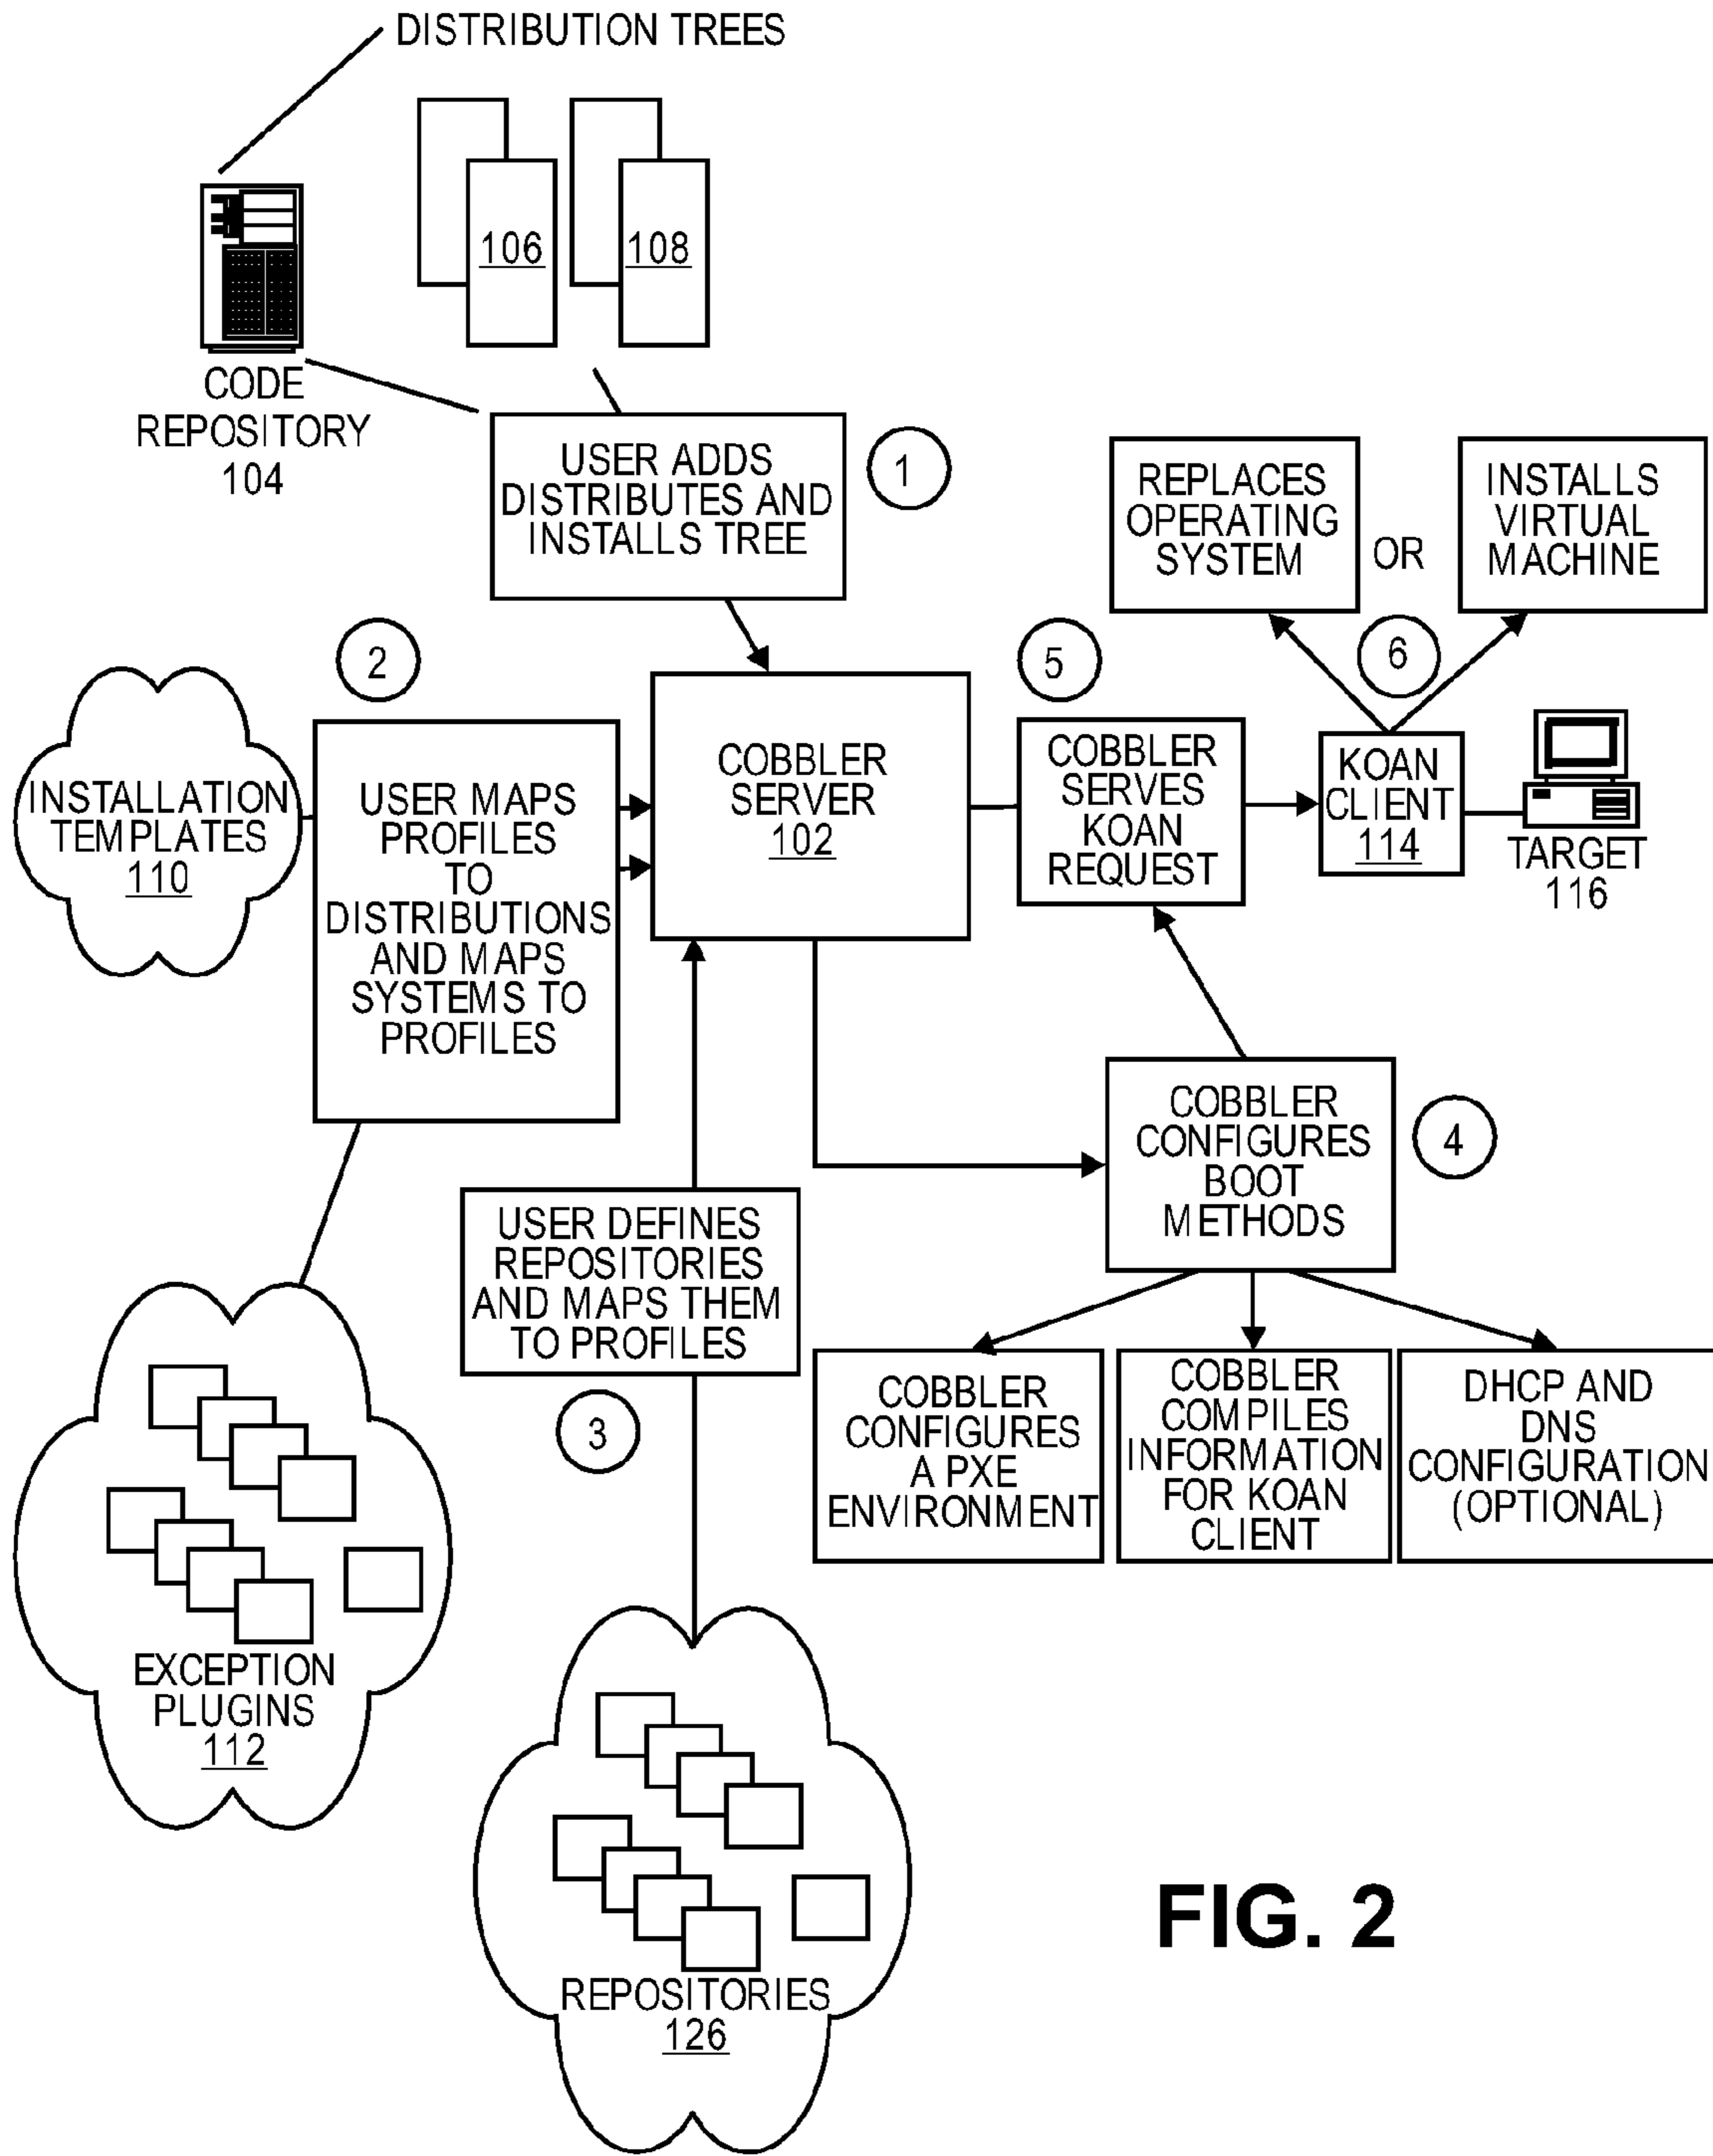 DISTRIBUTION TREES
106
108
CODE
REPOSITORY
104
USER ADDS
DISTRIBUTES AND
INSTALLS TREE
1
REPLACES
OPERATING
SYSTEM
OR
INSTALLS
VIRTUAL
MACHINE
2
5
6
INSTALLATION
TEMPLATES
110
USER MAPS
PROFILES
TO
DISTRIBUTIONS
AND MAPS
SYSTEMS TO
PROFILES
COBBLER
SERVER
102
COBBLER
SERVES
KOAN
REQUEST
KOAN
CLIENT
114
TARGET
116
COBBLER
CONFIGURES
BOOT
METHODS
4
USER DEFINES
REPOSITORIES
AND MAPS THEM
TO PROFILES
3
COBBLER
CONFIGURES
A PXE
ENVIRONMENT
COBBLER
COMPILES
INFORMATION
FOR KOAN
CLIENT
DHCP AND
DNS
CONFIGURATION
(OPTIONAL)
EXCEPTION
PLUGINS
112
REPOSITORIES
126
FIG. 2